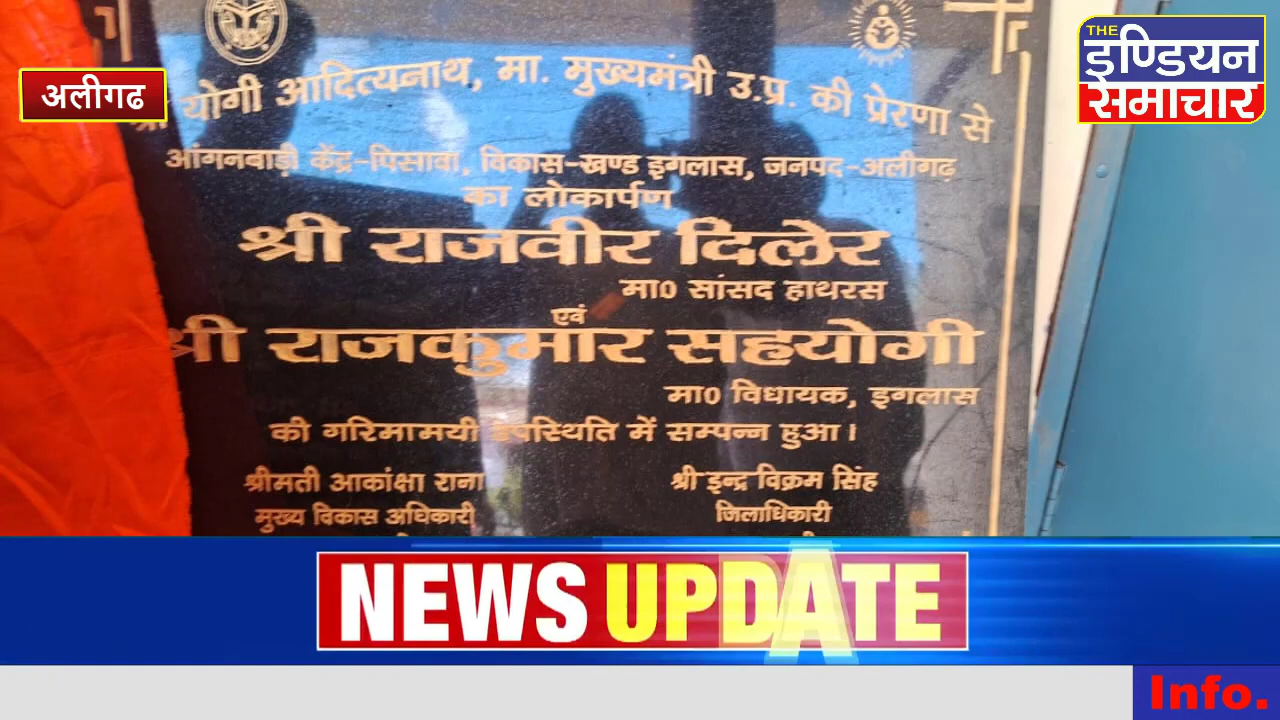 THE
इण्डियन
समाचार
अलीगढ
श्री योगी आदित्यनाथ, मा. मुख्यमंत्री उ.प्र. की प्रेरणा से
आंगनबाड़ी केंद्र-पिसावा, विकास-खण्ड इगलास, जनपद-अलीगढ़
का लोकार्पण
श्री राजवीर दिलेर
मा0 सांसद हाथरस
एवं
श्री राजकुमार सहयोगी
मा0 विधायक, इगलास
की गरिमामयी उपस्थिति में सम्पन्न हुआ।
श्रीमती आकांक्षा राना श्री इन्द्र विक्रम सिंह
मुख्य विकास अधिकारी जिलाधिकारी
NEWS UPDATE
Info.